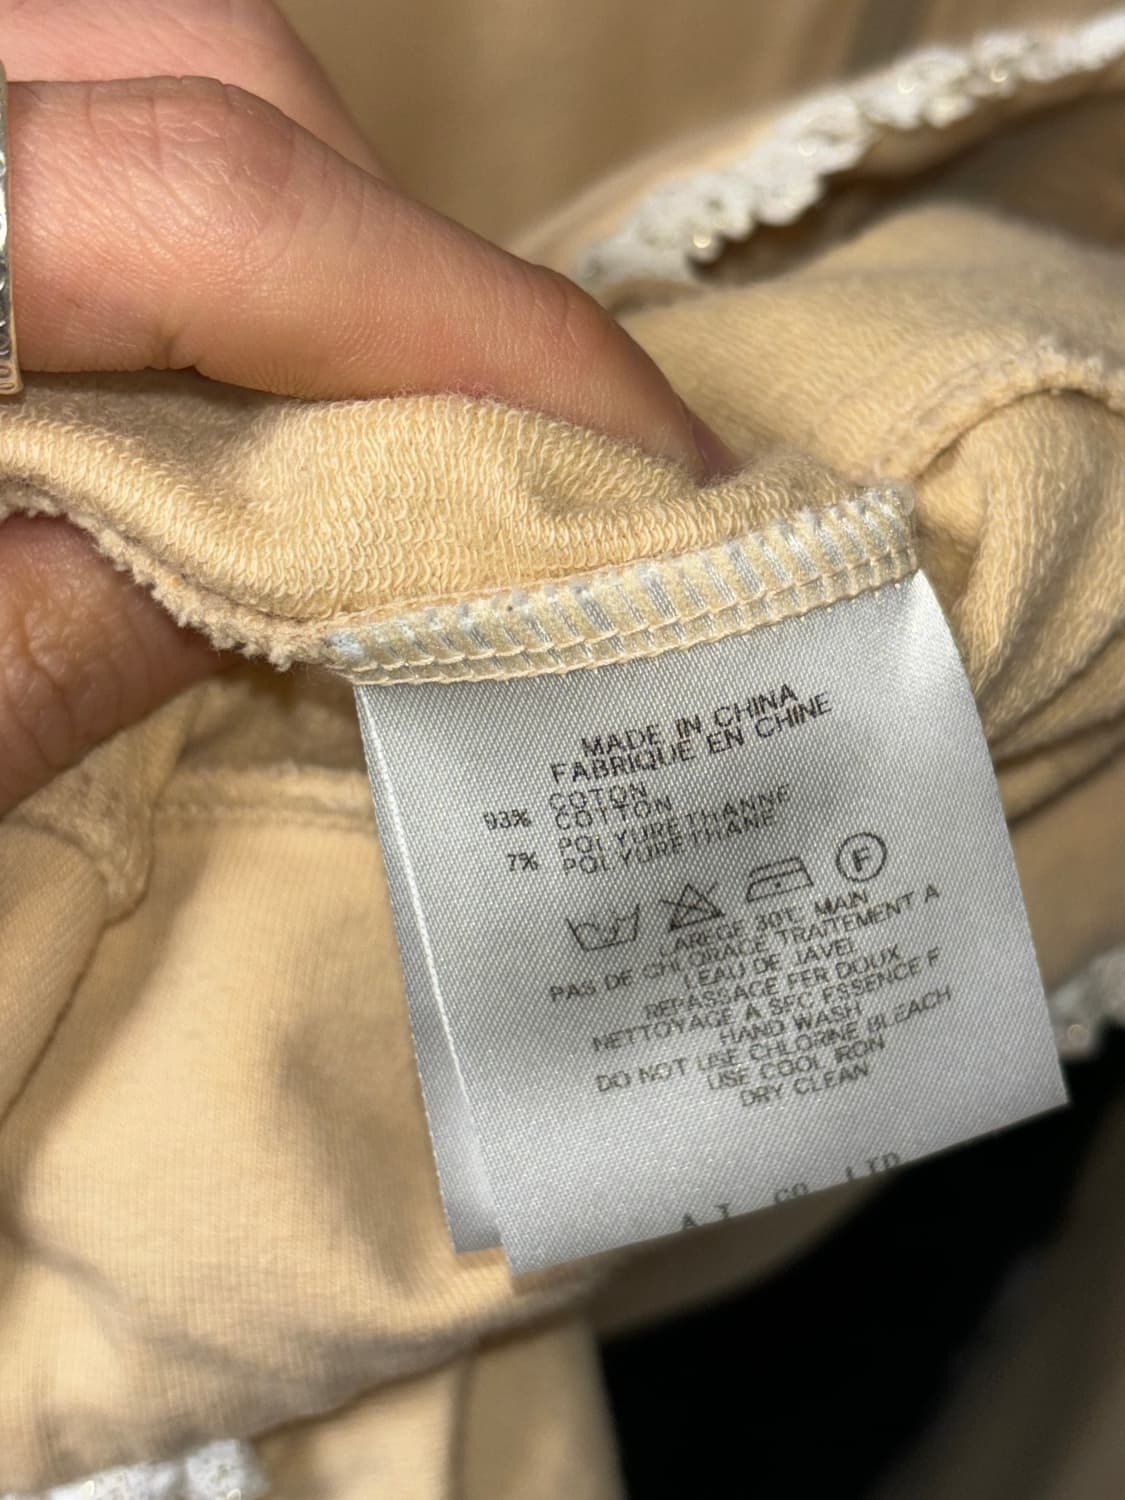 MADE IN CHINA
FABRIQUE EN CHINE
93% COTON
COTTON
7% POLYURETHANNE
POLYURETHANE
F
LAREGE 30℃ MAIN
PAS DE CHLORAGE TRAITEMENT A
LEAU DE JAVEL
REPASSAGE FER DOUX
NETTOYAGE A SEC ESSENCE F
HAND WASH
DO NOT USE CHLORINE BLEACH
USE COOL IRON
DRY CLEAN
CO LTD